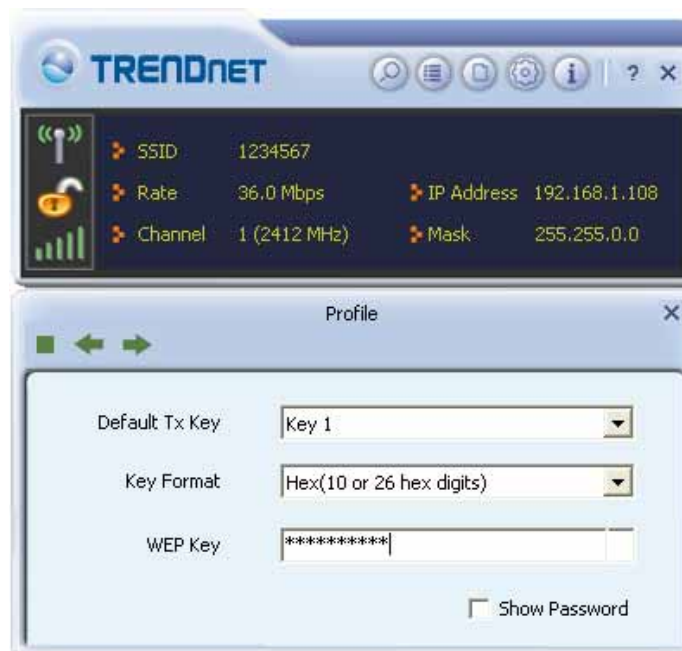 TRENDNET
? ×
SSID 1234567
Rate 36.0 Mbps IP Address 192.168.1.108
Channel 1 (2412 MHz) Mask 255.255.0.0
Profile ×
Default Tx Key Key 1
Key Format Hex(10 or 26 hex digits)
WEP Key **********
Show Password